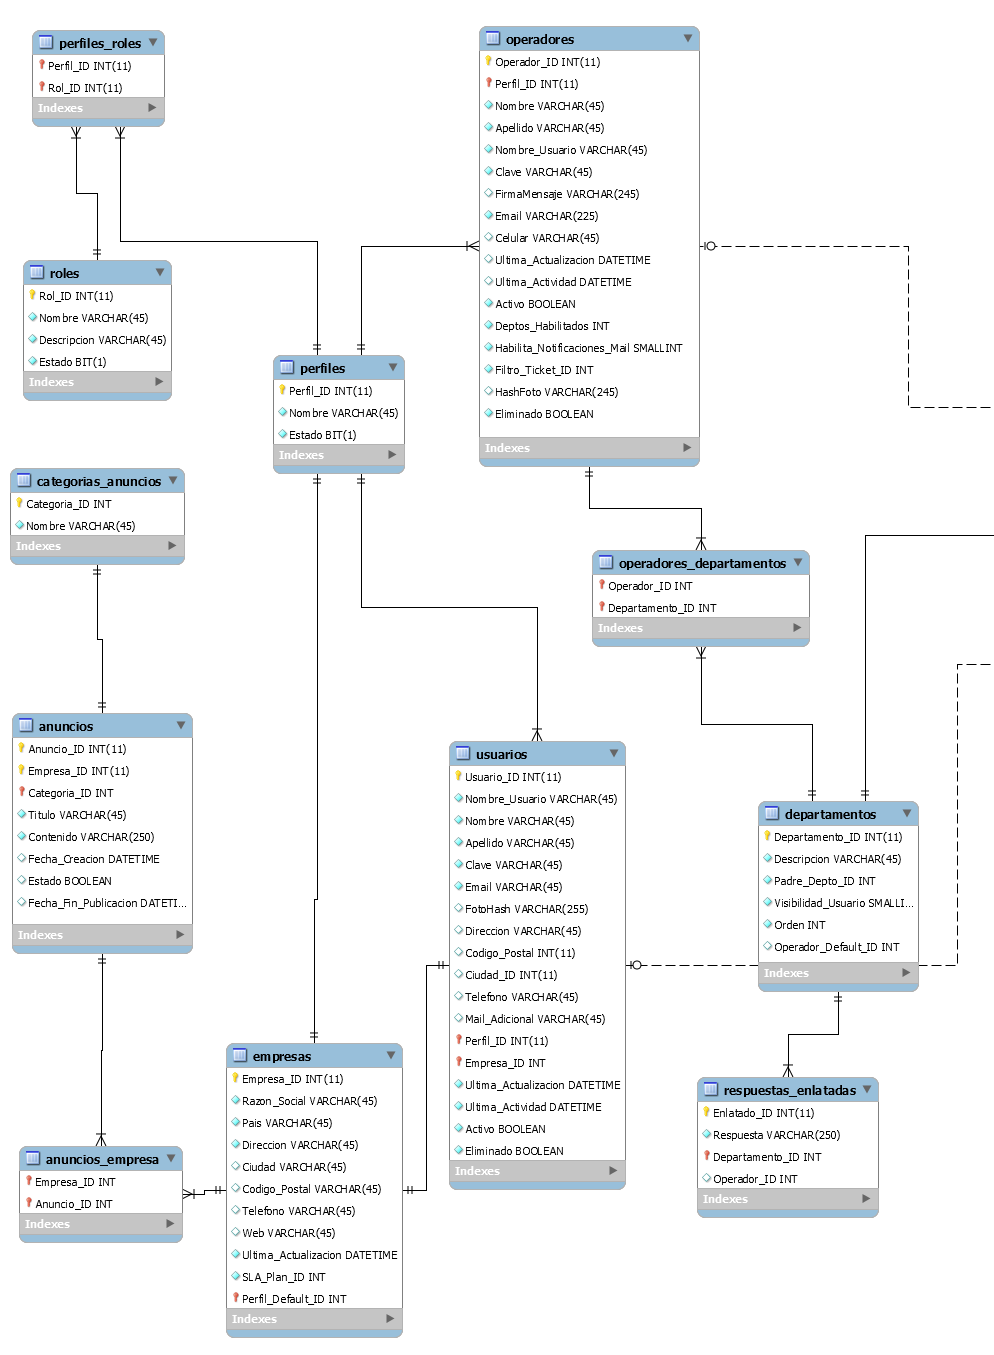 perfiles_roles
Perfil_ID INT(11)
Rol_ID INT(11)
Indexes
operadores
Operador_ID INT(11)
Perfil_ID INT(11)
Nombre VARCHAR(45)
Apellido VARCHAR(45)
Nombre_Usuario VARCHAR(45)
Clave VARCHAR(45)
FirmaMensaje VARCHAR(245)
Email VARCHAR(225)
Celular VARCHAR(45)
Ultima_Actualizacion DATETIME
Ultima_Actividad DATETIME
Activo BOOLEAN
Deptos_Habilitados INT
Habilita_Notificaciones_Mail SMALLINT
Filtro_Ticket_ID INT
HashFoto VARCHAR(245)
Eliminado BOOLEAN
Indexes
roles
Rol_ID INT(11)
Nombre VARCHAR(45)
Descripcion VARCHAR(45)
Estado BIT(1)
Indexes
perfiles
Perfil_ID INT(11)
Nombre VARCHAR(45)
Estado BIT(1)
Indexes
categorias_anuncios
Categoria_ID INT
Nombre VARCHAR(45)
Indexes
operadores_departamentos
Operador_ID INT
Departamento_ID INT
Indexes
anuncios
Anuncio_ID INT(11)
Empresa_ID INT(11)
Categoria_ID INT
Titulo VARCHAR(45)
Contenido VARCHAR(250)
Fecha_Creacion DATETIME
Estado BOOLEAN
Fecha_Fin_Publicacion DATETI...
Indexes
usuarios
Usuario_ID INT(11)
Nombre_Usuario VARCHAR(45)
Nombre VARCHAR(45)
Apellido VARCHAR(45)
Clave VARCHAR(45)
Email VARCHAR(45)
FotoHash VARCHAR(255)
Direccion VARCHAR(45)
Codigo_Postal INT(11)
Ciudad_ID INT(11)
Telefono VARCHAR(45)
Mail_Adicional VARCHAR(45)
Perfil_ID INT(11)
Empresa_ID INT
Ultima_Actualizacion DATETIME
Ultima_Actividad DATETIME
Activo BOOLEAN
Eliminado BOOLEAN
Indexes
departamentos
Departamento_ID INT(11)
Descripcion VARCHAR(45)
Padre_Depto_ID INT
Visibilidad_Usuario SMALLI...
Orden INT
Operador_Default_ID INT
Indexes
empresas
Empresa_ID INT(11)
Razon_Social VARCHAR(45)
Pais VARCHAR(45)
Direccion VARCHAR(45)
Ciudad VARCHAR(45)
Codigo_Postal VARCHAR(45)
Telefono VARCHAR(45)
Web VARCHAR(45)
Ultima_Actualizacion DATETIME
SLA_Plan_ID INT
Perfil_Default_ID INT
Indexes
respuestas_enlatadas
Enlatado_ID INT(11)
Respuesta VARCHAR(250)
Departamento_ID INT
Operador_ID INT
Indexes
anuncios_empresa
Empresa_ID INT
Anuncio_ID INT
Indexes